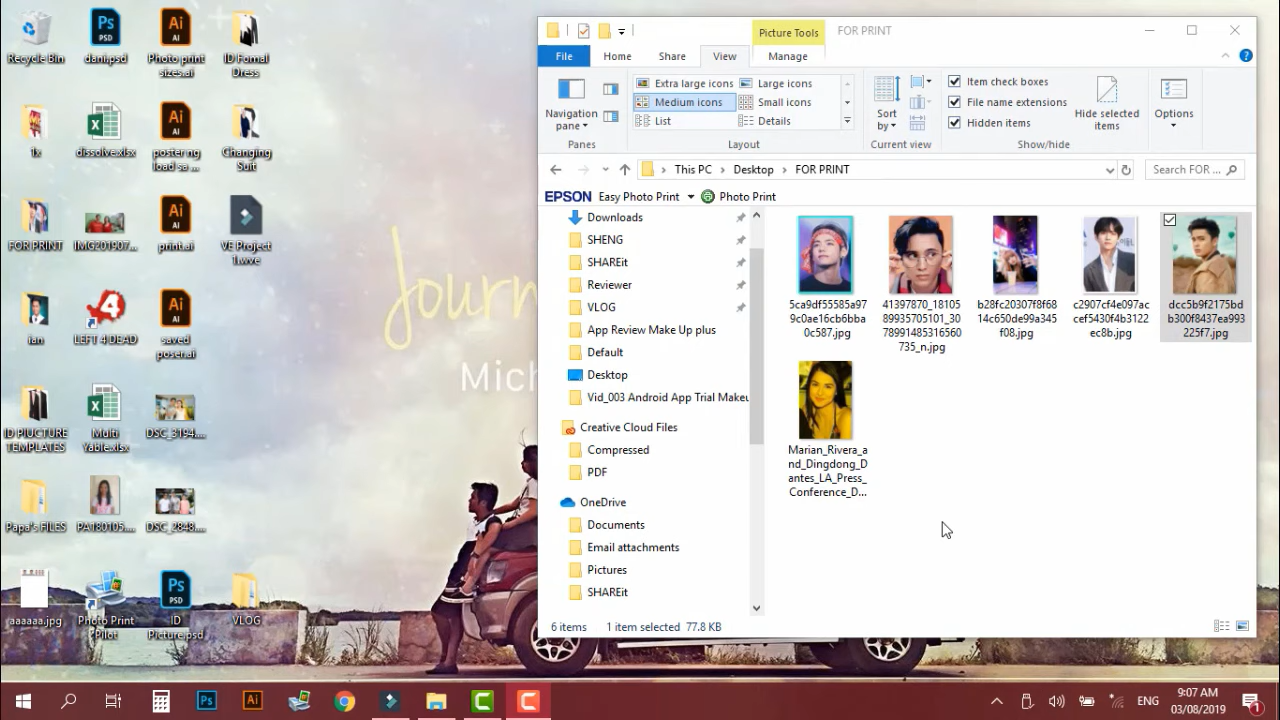 Recycle Bin
dani.psd
Photo print
sizes.ai
ID Fomal
Dress
1x
dissolve.xlsx
poster ng
load sa ...
Changing
Suit
FOR PRINT
IMG201907...
print.ai
VE Project
1.wve
ian
LEFT 4 DEAD
saved
poser.ai
ID PIUCTURE
TEMPLATES
Multi
Yable.xlsx
DSC_3194....
Papa's FILES
PA180105....
DSC_2848....
aaaaaa.jpg
Photo Print
Pilot
ID
Picture.psd
VLOG
Journ
Mich
Picture Tools
FOR PRINT
File
Home
Share
View
Manage
Navigation
pane
Panes
Extra large icons
Large icons
Medium icons
Small icons
List
Details
Layout
Sort
by
Current view
Item check boxes
File name extensions
Hidden items
Hide selected
items
Show/hide
Options
This PC > Desktop > FOR PRINT
Search FOR ...
EPSON Easy Photo Print
Photo Print
Downloads
SHENG
SHAREit
Reviewer
VLOG
App Review Make Up plus
Default
Desktop
Vid_003 Android App Trial Makeu
Creative Cloud Files
Compressed
PDF
OneDrive
Documents
Email attachments
Pictures
SHAREit
5ca9df55585a97
9c0ae16cb6bba
0c587.jpg
41397870_18105
89935705101_30
78991485316560
735_n.jpg
b28fc20307f8f68
14c650de99a345
f08.jpg
c2907cf4e097ac
cef5430f4b3122
ec8b.jpg
dcc5b9f2175bd
b300f8437ea993
225f7.jpg
Marian_Rivera_a
nd_Dingdong_D
antes_LA_Press_
Conference_D...
6 items
1 item selected 77.8 KB
ENG
9:07 AM
03/08/2019
1